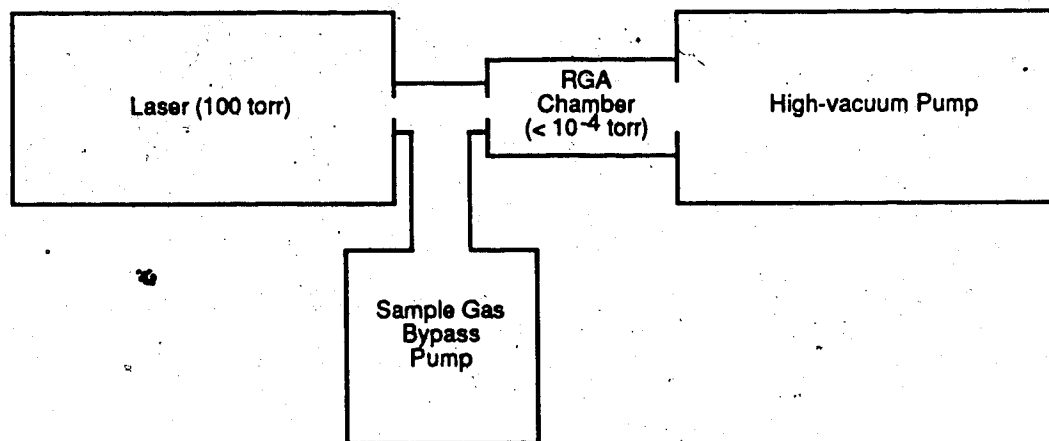 Laser (100 torr)
RGA
Chamber
(< 10⁻⁴ torr)
High-vacuum Pump
Sample Gas
Bypass
Pump